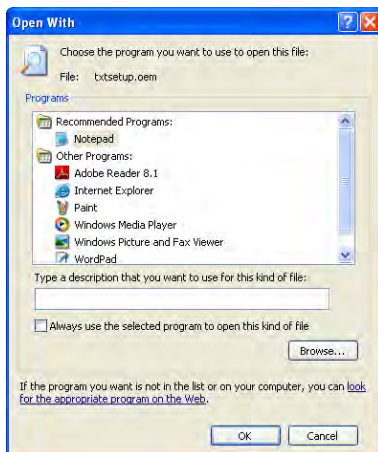 Open With
Choose the program you want to use to open this file:
File: txtsetup.oem
Programs
Recommended Programs:
Notepad
Other Programs:
Adobe Reader 8.1
Internet Explorer
Paint
Windows Media Player
Windows Picture and Fax Viewer
WordPad
Type a description that you want to use for this kind of file:
Always use the selected program to open this kind of file
Browse...
If the program you want is not in the list or on your computer, you can look
for the appropriate program on the Web.
OK Cancel